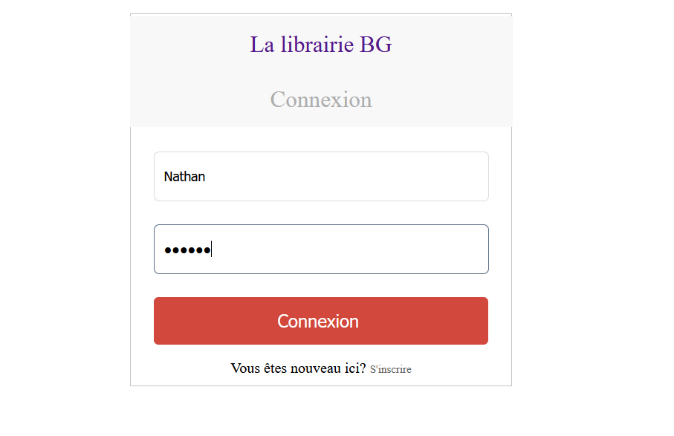 La librairie BG
Connexion
Nathan
••••••
Connexion
Vous êtes nouveau ici? S'inscrire